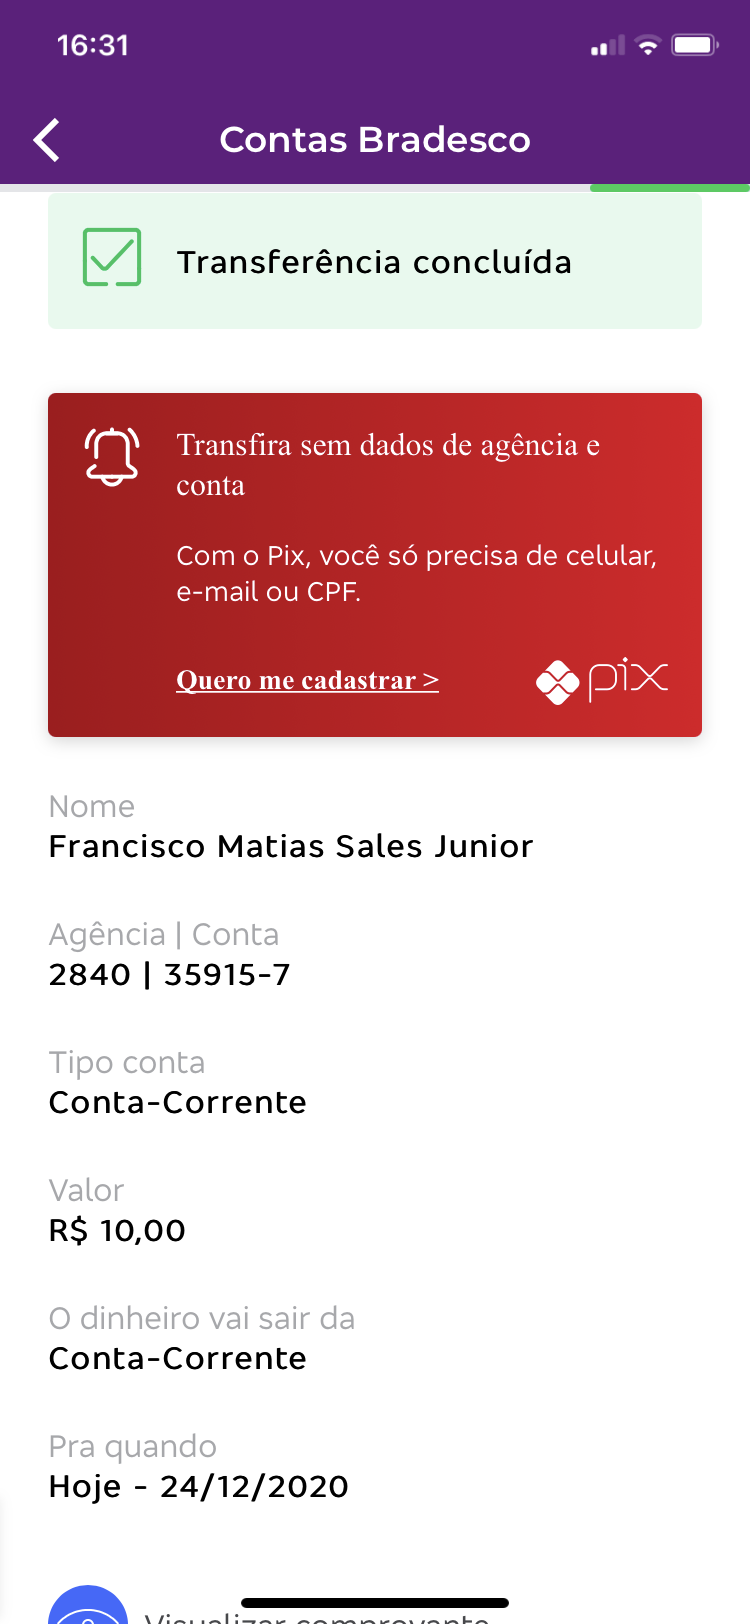 16:31
Contas Bradesco
Transferência concluída
Transfira sem dados de agência e
conta
Com o Pix, você só precisa de celular,
e-mail ou CPF.
Quero me cadastrar >
pix
Nome
Francisco Matias Sales Junior
Agência | Conta
2840 | 35915-7
Tipo conta
Conta-Corrente
Valor
R$ 10,00
O dinheiro vai sair da
Conta-Corrente
Pra quando
Hoje - 24/12/2020
Visualizar comprovante